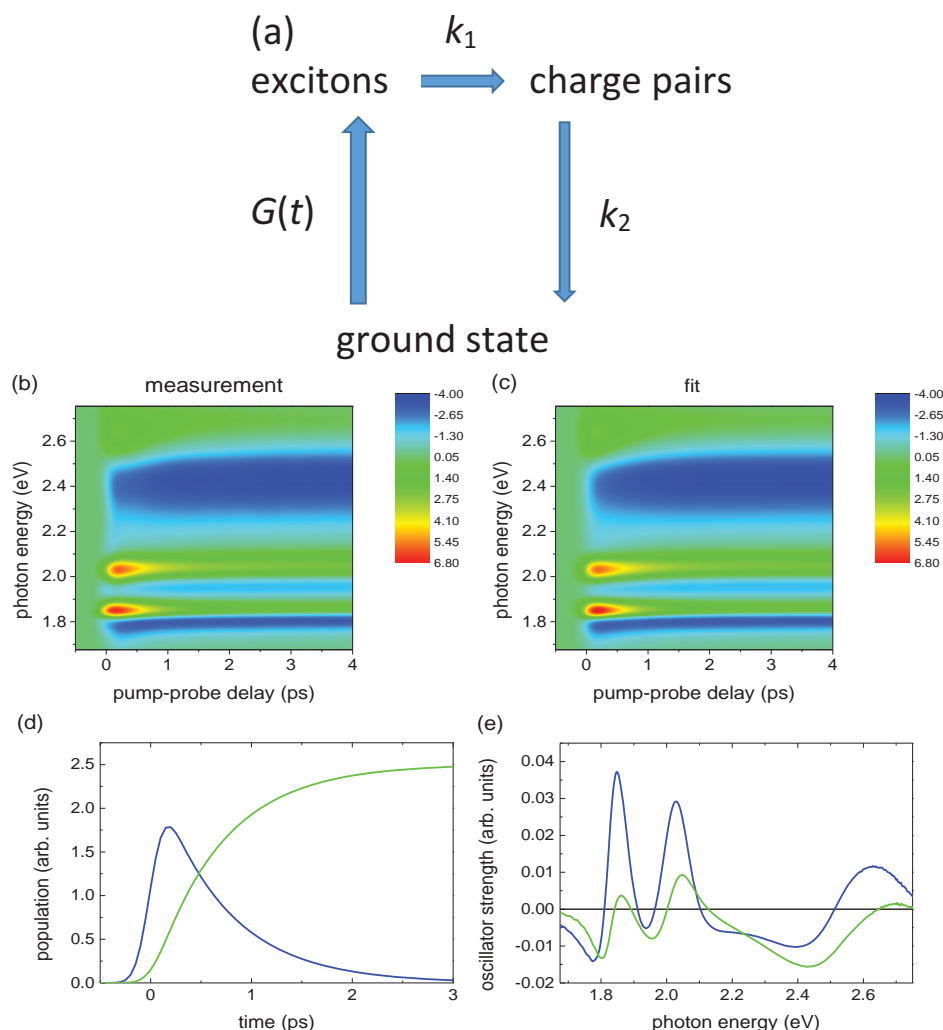 (a)
k1
excitons
charge pairs
G(t)
k2
ground state
(b)
measurement
photon energy (eV)
2.6
2.4
2.2
2.0
1.8
0
1
2
3
4
pump-probe delay (ps)
-4.00
-2.65
-1.30
0.05
1.40
2.75
4.10
5.45
6.80
(c)
fit
photon energy (eV)
2.6
2.4
2.2
2.0
1.8
0
1
2
3
4
pump-probe delay (ps)
-4.00
-2.65
-1.30
0.05
1.40
2.75
4.10
5.45
6.80
(d)
population (arb. units)
2.5
2.0
1.5
1.0
0.5
0.0
0
1
2
3
time (ps)
(e)
oscillator strength (arb. units)
0.04
0.03
0.02
0.01
0.00
-0.01
-0.02
1.8
2.0
2.2
2.4
2.6
photon energy (eV)